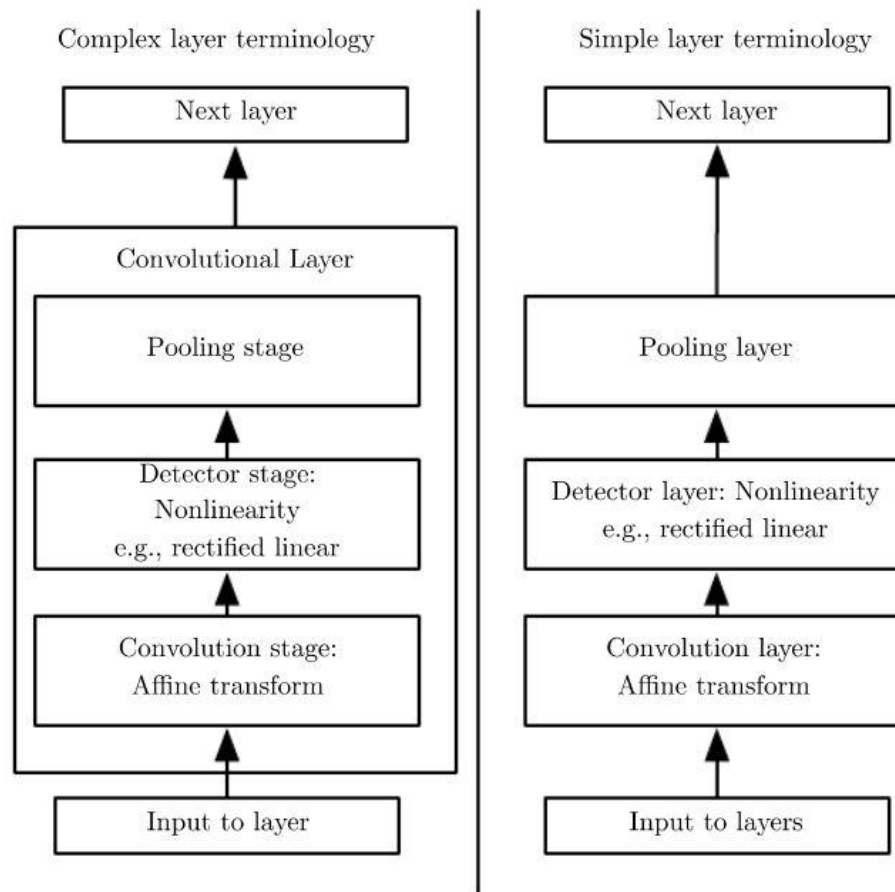 Complex layer terminology
Next layer
Convolutional Layer
Pooling stage
Detector stage:
Nonlinearity
e.g., rectified linear
Convolution stage:
Affine transform
Input to layer
Simple layer terminology
Next layer
Pooling layer
Detector layer: Nonlinearity
e.g., rectified linear
Convolution layer:
Affine transform
Input to layers